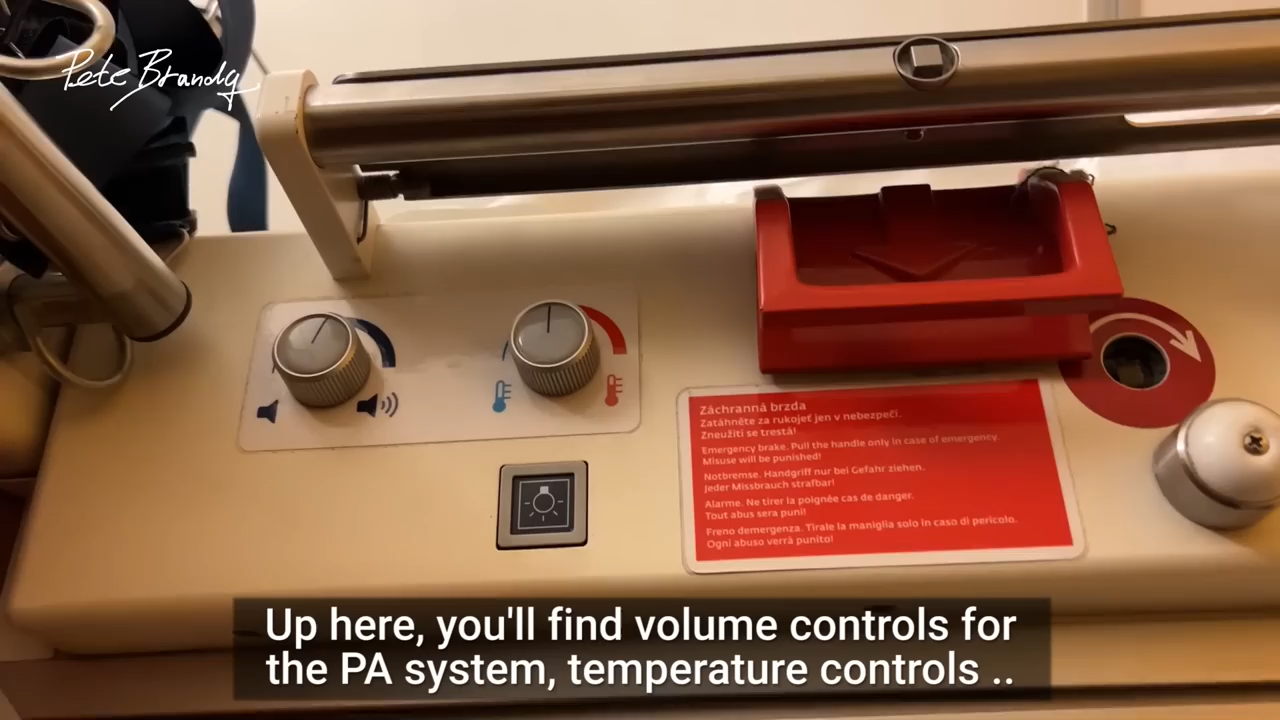 Pete Brandy
Záchranná brzda
Zatáhněte za rukojeť jen v nebezpečí.
Zneužití se trestá!
Emergency brake. Pull the handle only in case of emergency.
Misuse will be punished!
Notbremse. Handgriff nur bei Gefahr ziehen.
Jeder Missbrauch strafbar!
Alarme. Ne tirer la poignée cas de danger.
Tout abus sera puni!
Freno demergenza. Tirale la maniglia solo in caso di pericolo.
Ogni abuso verrà punito!
Up here, you'll find volume controls for
the PA system, temperature controls ..